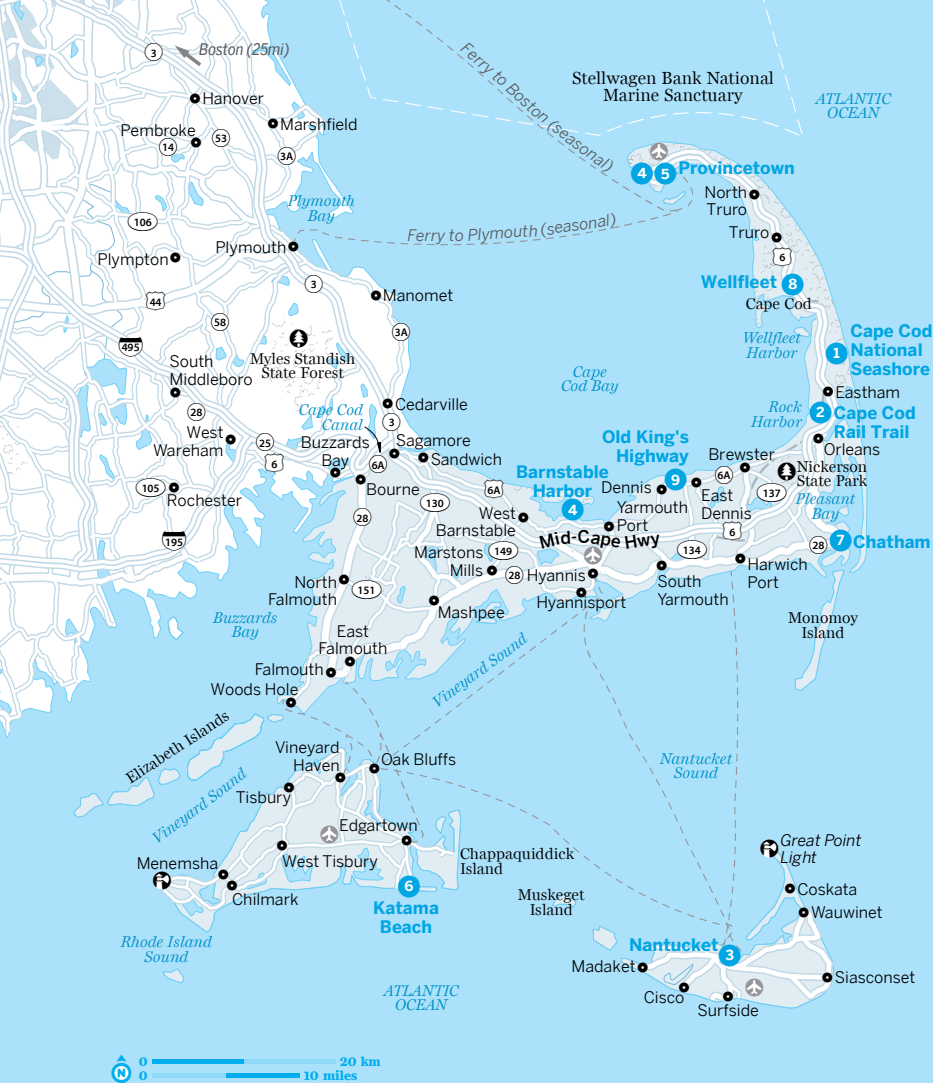 3
Boston (25mi)
Hanover
Pembroke
14
53
Marshfield
3A
Ferry to Boston (seasonal)
Stellwagen Bank National
Marine Sanctuary
ATLANTIC
OCEAN
4
5
Provincetown
North
Truro
Truro
6
Plymouth
Bay
106
Plymouth
Ferry to Plymouth (seasonal)
Plympton
44
3
Manomet
Wellfleet
8
Cape Cod
58
3A
495
Myles Standish
State Forest
Wellfleet
Harbor
1
Cape Cod
National
Seashore
South
Middleboro
Cape
Cod Bay
Eastham
28
Cape Cod
Canal
Cedarville
3
Rock
Harbor
2
Cape Cod
Rail Trail
West
Wareham
25
6
Buzzards
Bay
6A
Sagamore
Sandwich
Old King's
Highway
9
Brewster
Orleans
Nickerson
State Park
105
Rochester
Bourne
Barnstable
Harbor
4
Dennis
6A
East
Dennis
137
Pleasant
Bay
130
6A
West
Barnstable
Yarmouth
Port
6
195
28
Mid-Cape Hwy
7
Chatham
28
Marstons
Mills
149
134
Harwich
Port
North
Falmouth
151
28
Hyannis
South
Yarmouth
Mashpee
Hyannisport
Buzzards
Bay
Monomoy
Island
East
Falmouth
Falmouth
Vineyard Sound
Woods Hole
Elizabeth Islands
Vineyard
Haven
Oak Bluffs
Nantucket
Sound
Vineyard Sound
Tisbury
Edgartown
West Tisbury
Chappaquiddick
Island
Great Point
Light
Menemsha
Chilmark
6
Katama
Beach
Muskeget
Island
Coskata
Wauwinet
Rhode Island
Sound
Nantucket
3
Madaket
Siasconset
Cisco
Surfside
ATLANTIC
OCEAN
N
0
20 km
0
10 miles